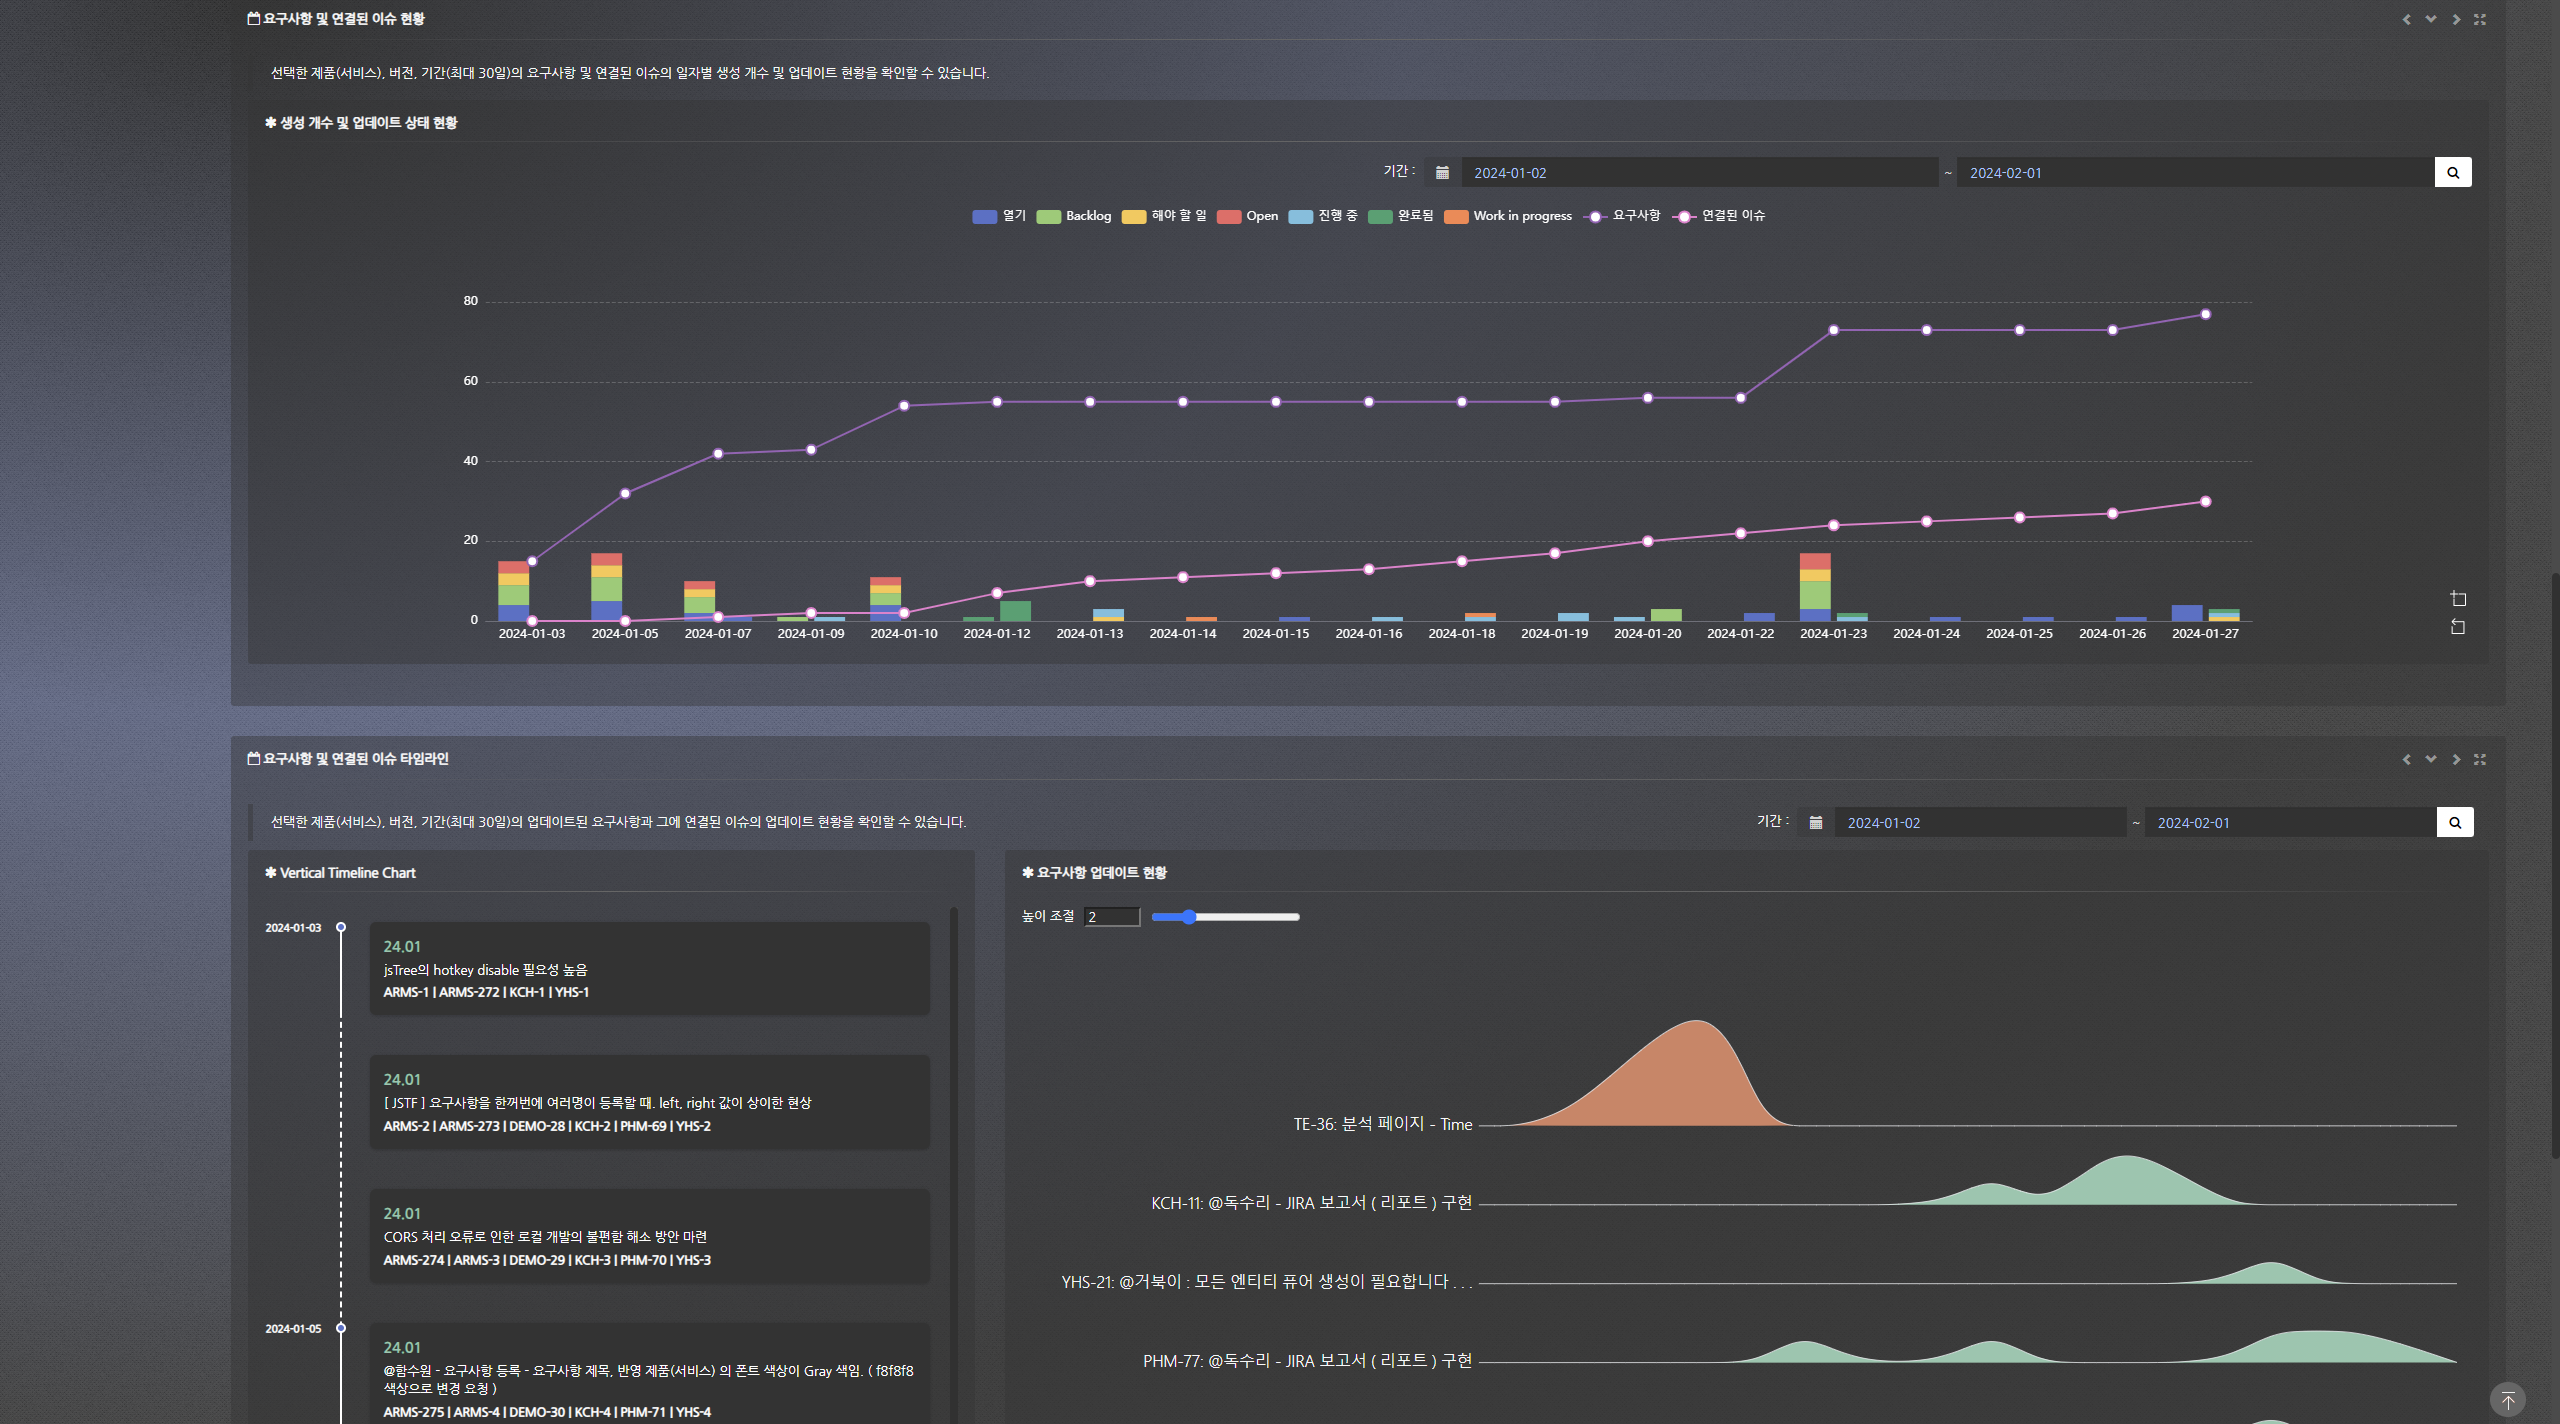 요구사항 및 연결된 이슈 현황
선택한 제품(서비스), 버전, 기간(최대 30일)의 요구사항 및 연결된 이슈의 일자별 생성 개수 및 업데이트 현황을 확인할 수 있습니다.
✱ 생성 개수 및 업데이트 상태 현황
기간 : 2024-01-02 ~ 2024-02-01
열기 Backlog 해야 할 일 Open 진행 중 완료됨 Work in progress 요구사항 연결된 이슈
80
60
40
20
0
2024-01-03 2024-01-05 2024-01-07 2024-01-09 2024-01-10 2024-01-12 2024-01-13 2024-01-14 2024-01-15 2024-01-16 2024-01-18 2024-01-19 2024-01-20 2024-01-22 2024-01-23 2024-01-24 2024-01-25 2024-01-26 2024-01-27
요구사항 및 연결된 이슈 타임라인
선택한 제품(서비스), 버전, 기간(최대 30일)의 업데이트된 요구사항과 그에 연결된 이슈의 업데이트 현황을 확인할 수 있습니다.
기간 : 2024-01-02 ~ 2024-02-01
✱ Vertical Timeline Chart
2024-01-03
24.01
jsTree의 hotkey disable 필요성 높음
ARMS-1 | ARMS-272 | KCH-1 | YHS-1
24.01
[ JSTF ] 요구사항을 한꺼번에 여러명이 등록할 때. left, right 값이 상이한 현상
ARMS-2 | ARMS-273 | DEMO-28 | KCH-2 | PHM-69 | YHS-2
24.01
CORS 처리 오류로 인한 로컬 개발의 불편함 해소 방안 마련
ARMS-274 | ARMS-3 | DEMO-29 | KCH-3 | PHM-70 | YHS-3
2024-01-05
24.01
@함수원 - 요구사항 등록 - 요구사항 제목, 반영 제품(서비스) 의 폰트 색상이 Gray 색임. ( f8f8f8
색상으로 변경 요청 )
ARMS-275 | ARMS-4 | DEMO-30 | KCH-4 | PHM-71 | YHS-4
✱ 요구사항 업데이트 현황
높이 조절 2
TE-36: 분석 페이지 - Time
KCH-11: @독수리 - JIRA 보고서 ( 리포트 ) 구현
YHS-21: @거북이 : 모든 엔티티 퓨어 생성이 필요합니다 . . .
PHM-77: @독수리 - JIRA 보고서 ( 리포트 ) 구현